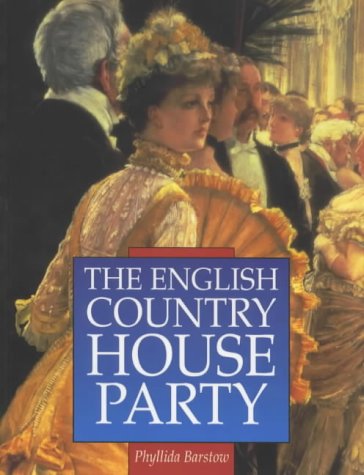 THE ENGLISH
COUNTRY
HOUSE
PARTY
Phyllida Barstow